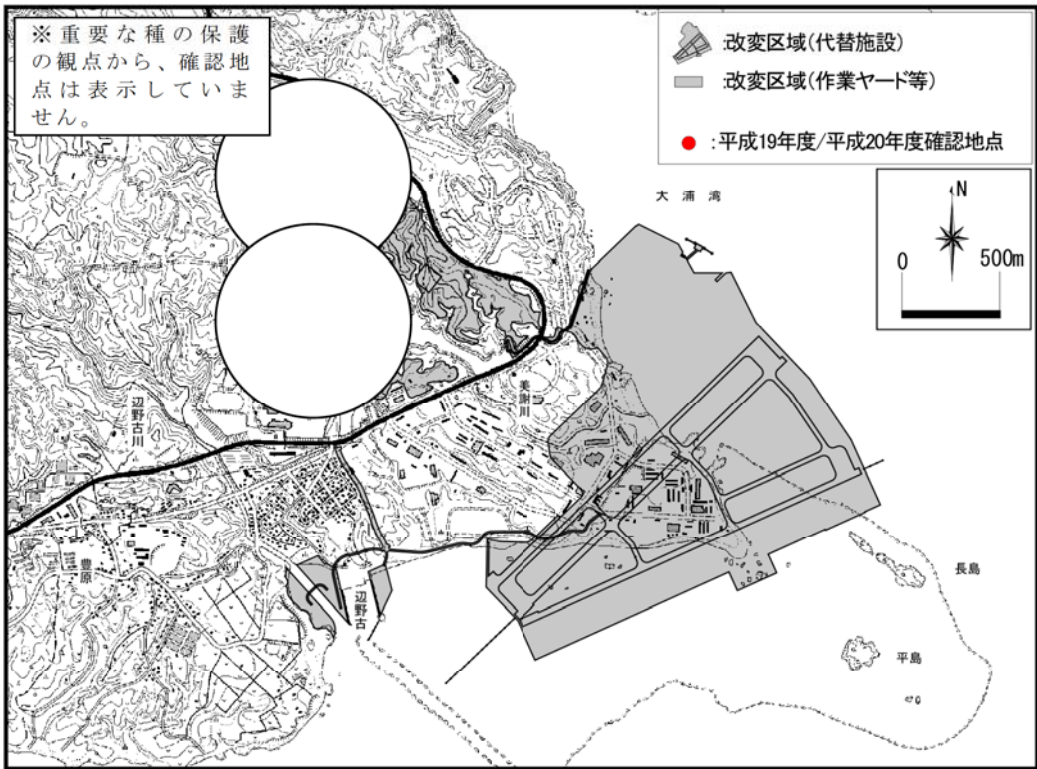 ※重要な種の保護
の観点から、確認地
点は表示していま
せん。
:改変区域(代替施設)
:改変区域(作業ヤード等)
:平成19年度/平成20年度確認地点
大浦湾
N
0 500m
辺野古川
美謝川
豊原
辺野古
長島
平島